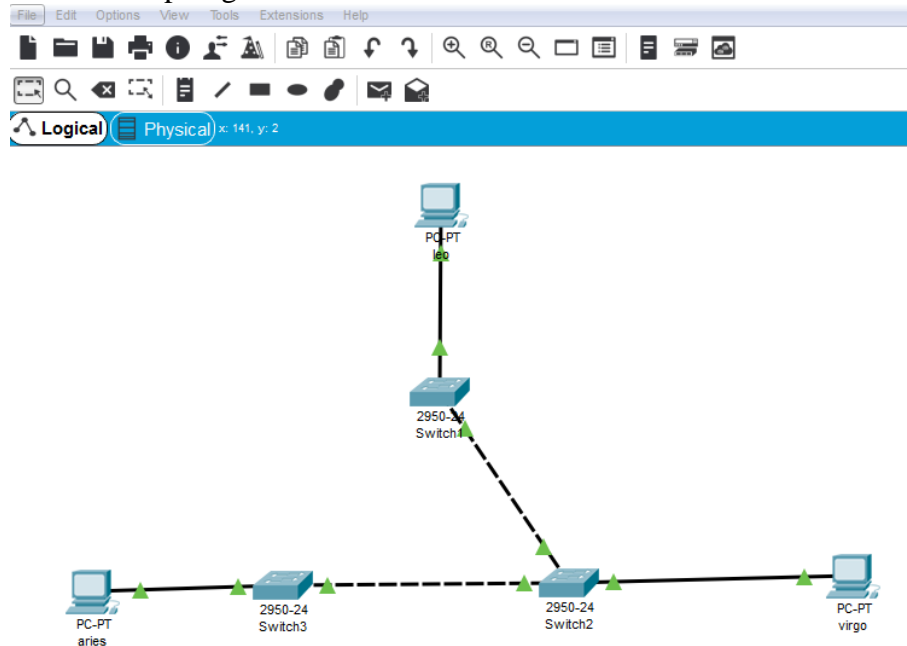 File Edit Options View Tools Extensions Help
Logical Physical x: 141, y: 2
PC-PT
leo
2950-24
Switch1
2950-24
Switch3
2950-24
Switch2
PC-PT
aries
PC-PT
virgo